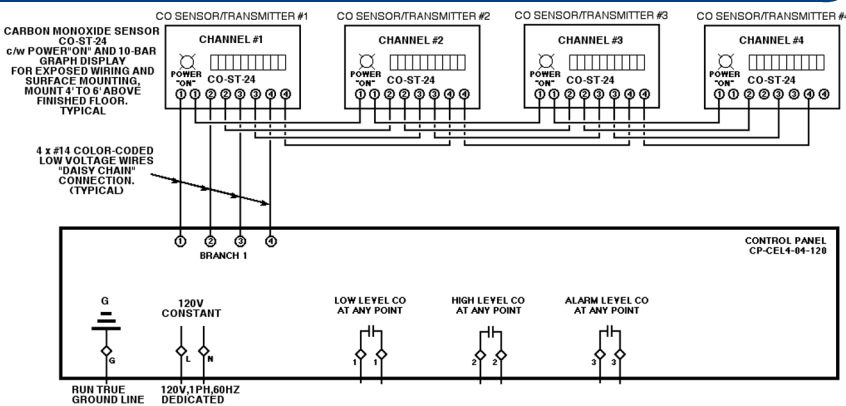 CO SENSOR/TRANSMITTER #1
CO SENSOR/TRANSMITTER #2
CO SENSOR/TRANSMITTER #3
CO SENSOR/TRANSMITTER #4
CARBON MONOXIDE SENSOR
CO-ST-24
c/w POWER"ON" AND 10-BAR
GRAPH DISPLAY
FOR EXPOSED WIRING AND
SURFACE MOUNTING,
MOUNT 4' TO 6' ABOVE
FINISHED FLOOR.
TYPICAL
CHANNEL #1
POWER
"ON"
CO-ST-24
1 1 2 2 3 3 4 4
CHANNEL #2
POWER
"ON"
CO-ST-24
1 1 2 2 3 3 4 4
CHANNEL #3
POWER
"ON"
CO-ST-24
1 1 2 2 3 3 4 4
CHANNEL #4
POWER
"ON"
CO-ST-24
1 1 2 2 3 3 4 4
4 x #14 COLOR-CODED
LOW VOLTAGE WIRES
"DAISY CHAIN"
CONNECTION.
(TYPICAL)
1 2 3 4
BRANCH 1
CONTROL PANEL
CP-CEL4-04-120
G
G
120V
CONSTANT
L N
LOW LEVEL CO
AT ANY POINT
1 1
HIGH LEVEL CO
AT ANY POINT
2 2
ALARM LEVEL CO
AT ANY POINT
3 3
RUN TRUE
GROUND LINE
120V,1PH,60HZ
DEDICATED